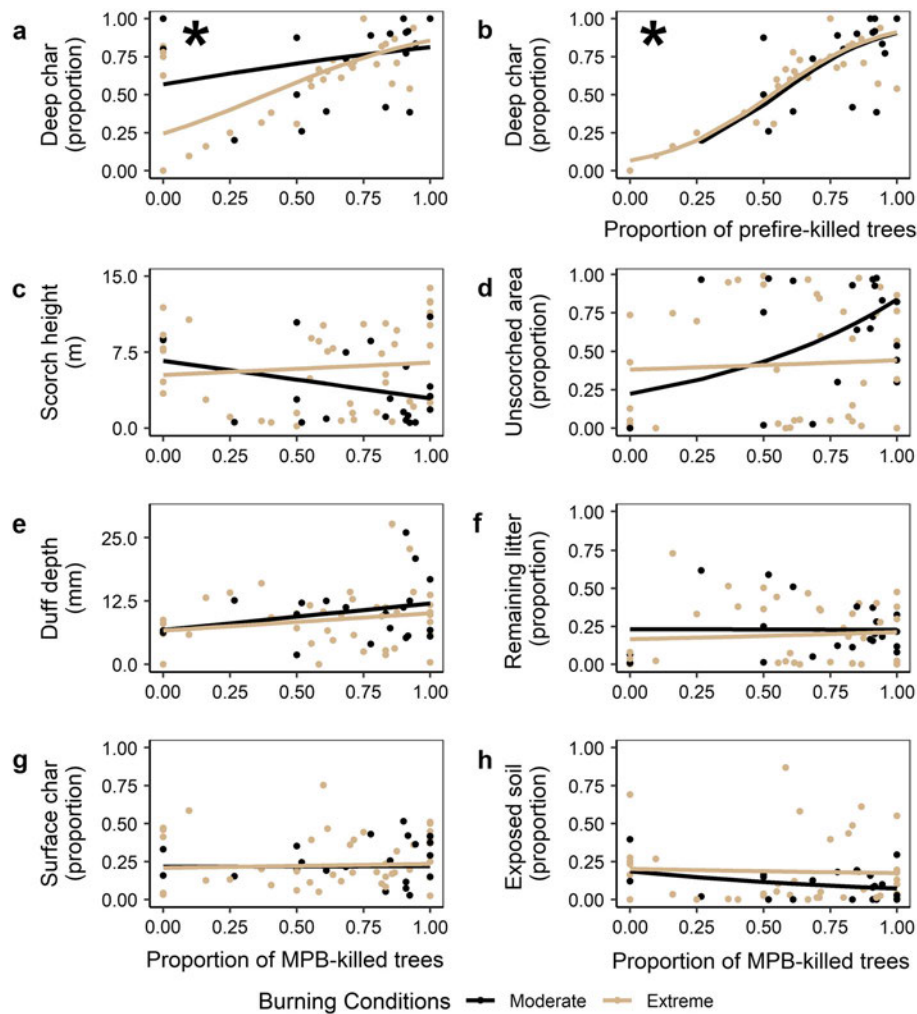 a
*
1.00
0.75
0.50
0.25
0.00
Deep char
(proportion)
0.00 0.25 0.50 0.75 1.00
b
*
1.00
0.75
0.50
0.25
0.00
Deep char
(proportion)
0.00 0.25 0.50 0.75 1.00
Proportion of prefire-killed trees
c
15.0
7.5
0.0
Scorch height
(m)
0.00 0.25 0.50 0.75 1.00
d
1.00
0.75
0.50
0.25
0.00
Unscorched area
(proportion)
0.00 0.25 0.50 0.75 1.00
e
25.0
12.5
0.0
Duff depth
(mm)
0.00 0.25 0.50 0.75 1.00
f
1.00
0.75
0.50
0.25
0.00
Remaining litter
(proportion)
0.00 0.25 0.50 0.75 1.00
g
1.00
0.75
0.50
0.25
0.00
Surface char
(proportion)
0.00 0.25 0.50 0.75 1.00
Proportion of MPB-killed trees
h
1.00
0.75
0.50
0.25
0.00
Exposed soil
(proportion)
0.00 0.25 0.50 0.75 1.00
Proportion of MPB-killed trees
Burning Conditions Moderate Extreme